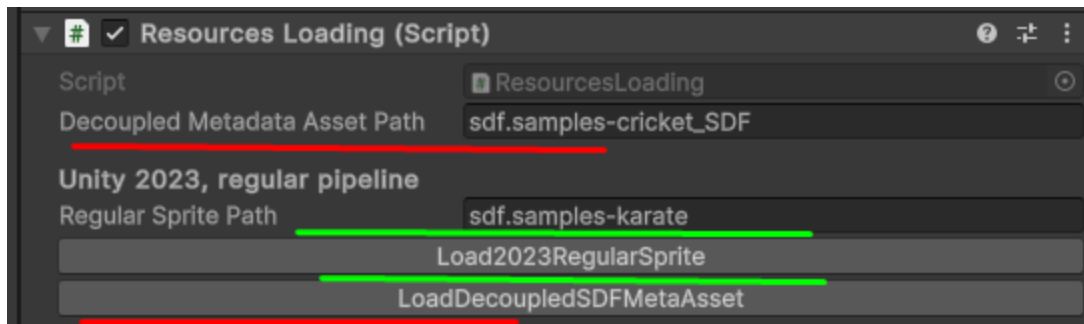 Resources Loading (Script)
Script ResourcesLoading
Decoupled Metadata Asset Path sdf.samples-cricket_SDF
Unity 2023, regular pipeline
Regular Sprite Path sdf.samples-karate
Load2023RegularSprite
LoadDecoupledSDFMetaAsset